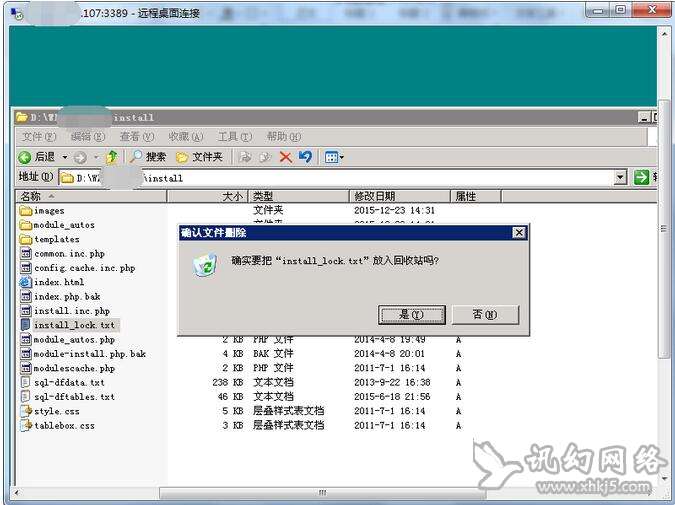 .107:3389 - 远程桌面连接
D:\W install
文件(F) 编辑(E) 查看(V) 收藏(A) 工具(T) 帮助(H)
后退 搜索 文件夹
地址(D) D:\W \install
名称 大小 类型 修改日期 属性
images 文件夹 2015-12-23 14:31
module_autos 文件夹
templates
common.inc.php
config.cache.inc.php
index.html
index.php.bak
install.inc.php
install_lock.txt
确认文件删除
确实要把“install_lock.txt”放入回收站吗?
是(Y) 否(N)
module_autos.php 2 KB PHP 文件 2014-4-8 19:49 A
module-install.php.bak 4 KB BAK 文件 2014-4-8 20:01 A
modulescache.php 2 KB PHP 文件 2011-7-1 16:14 A
sql-dfdata.txt 238 KB 文本文档 2013-9-22 16:38 A
sql-dftables.txt 46 KB 文本文档 2015-6-18 21:56 A
style.css 5 KB 层叠样式表文档 2011-7-1 16:14 A
tablebox.css 3 KB 层叠样式表文档 2011-7-1 16:14 A
讯幻网络
www.xhkj5.com